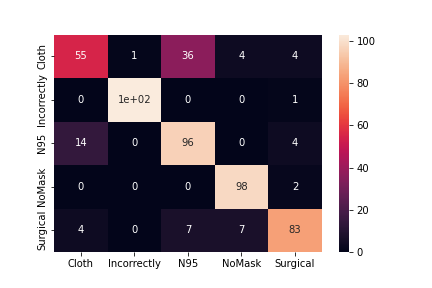 Cloth 55 1 36 4 4
Incorrectly 0 1e+02 0 0 1
N95 14 0 96 0 4
NoMask 0 0 0 98 2
Surgical 4 0 7 7 83
Cloth Incorrectly N95 NoMask Surgical
100
80
60
40
20
0